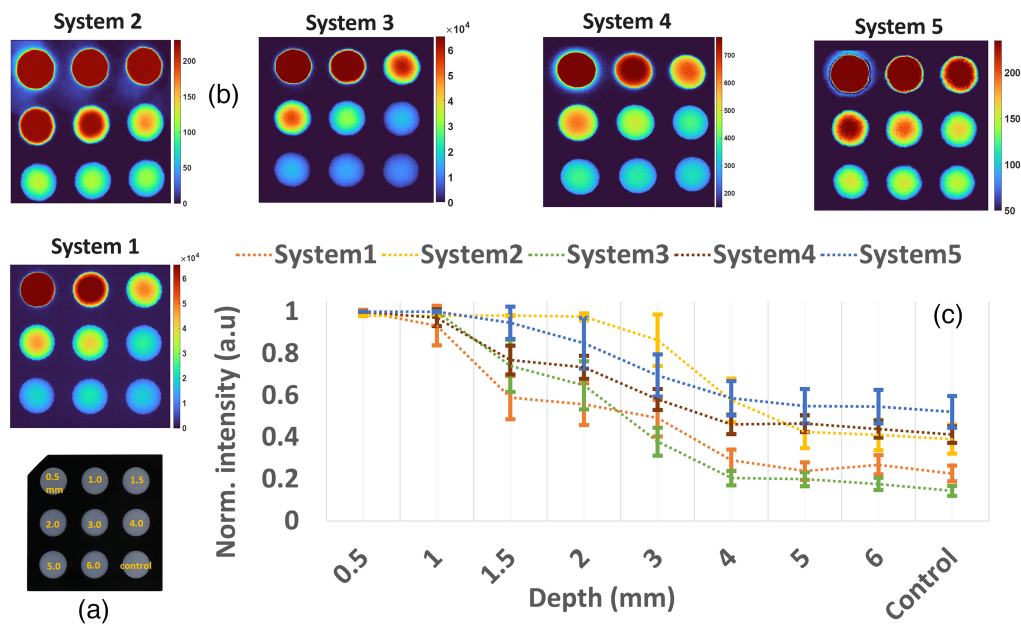 System 2
200
150
100
50
0
(b)
System 3
×10⁴
6
5
4
3
2
1
0
System 4
700
600
500
400
300
200
System 5
200
150
100
50
System 1
×10⁴
6
5
4
3
2
1
0
0.5
mm
1.0
1.5
2.0
3.0
4.0
5.0
6.0
control
(a)
System1
System2
System3
System4
System5
(c)
Norm. intensity (a.u)
1
0.8
0.6
0.4
0.2
0
0.5
1
1.5
2
3
4
5
6
Control
Depth (mm)